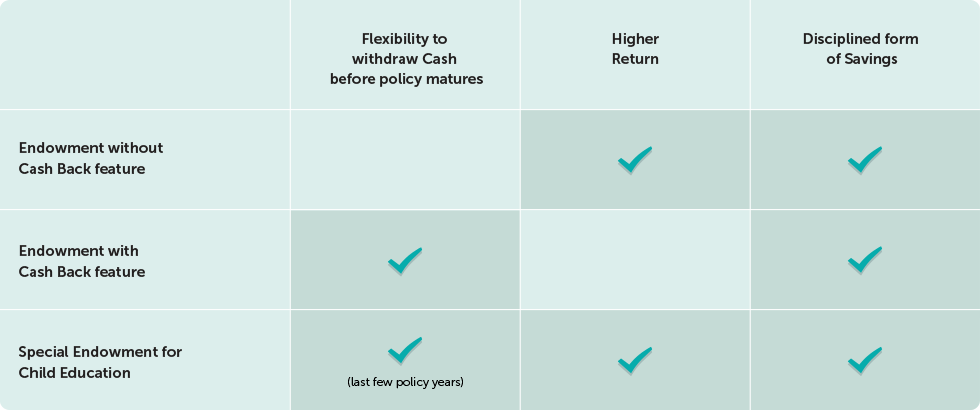 Flexibility to
withdraw Cash
before policy matures
Higher
Return
Disciplined form
of Savings
Endowment without
Cash Back feature
Endowment with
Cash Back feature
Special Endowment for
Child Education
(last few policy years)